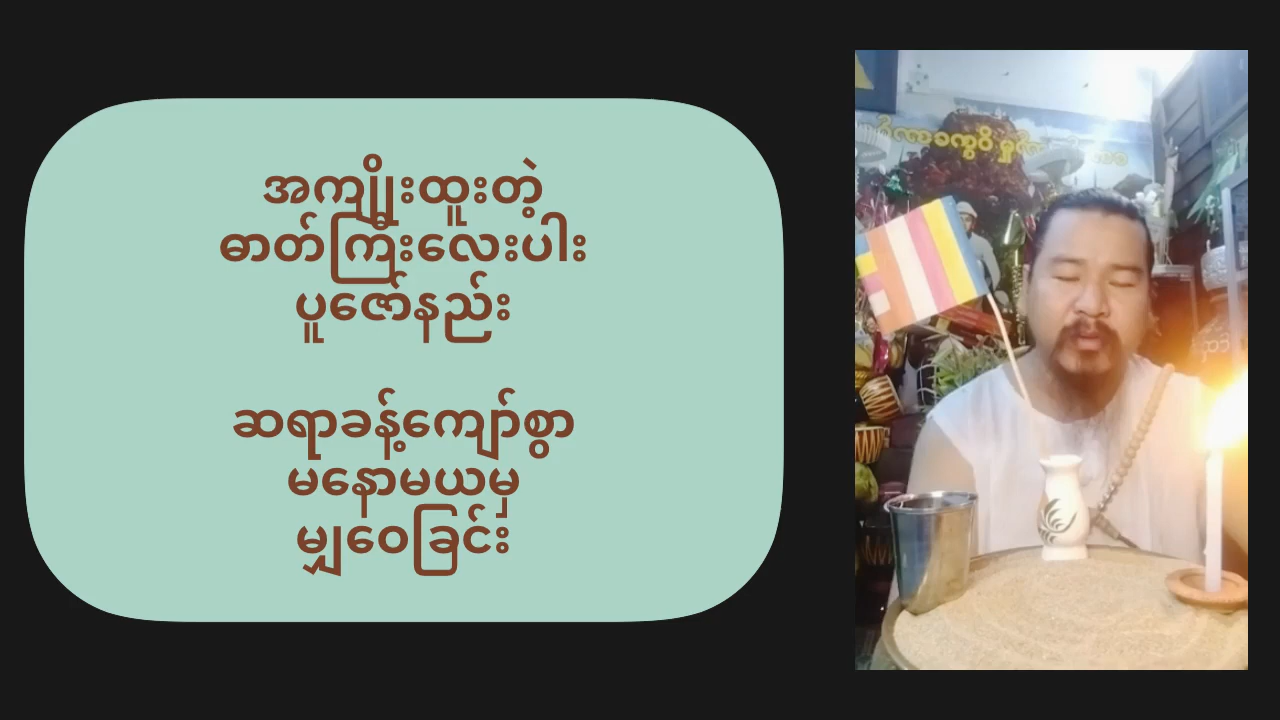 အကျိုးထူးတဲ့
ဓာတ်ကြီးလေးပါး
ပူဇော်နည်း
ဆရာခန့်ကျော်စွာ
မနောမယမှ
မျှဝေခြင်း